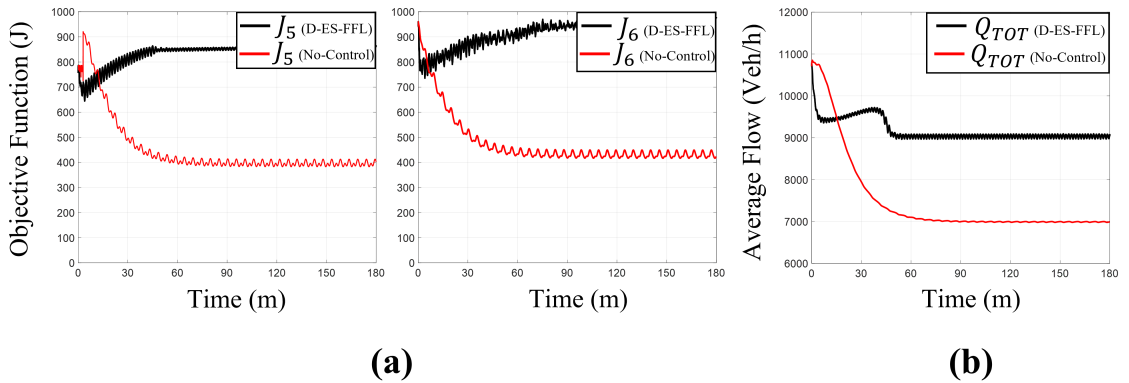 Objective Function (J)
1000
900
800
700
600
500
400
300
200
100
0
0 30 60 90 120 150 180
Time (m)
J5 (D-ES-FFL)
J5 (No-Control)
1000
900
800
700
600
500
400
300
200
100
0
0 30 60 90 120 150 180
Time (m)
J6 (D-ES-FFL)
J6 (No-Control)
(a)
Average Flow (Veh/h)
12000
11000
10000
9000
8000
7000
6000
0 30 60 90 120 150 180
Time (m)
QTOT (D-ES-FFL)
QTOT (No-Control)
(b)